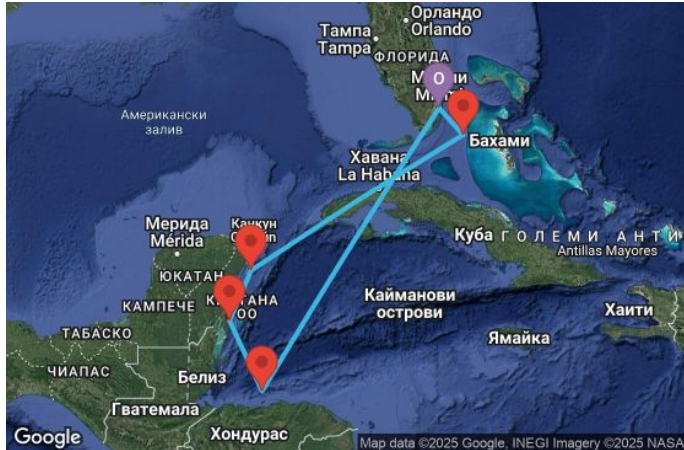 Орландо
Orlando
Тампа
Tampa
ФЛОРИДА
O
Американски
залив
Бахами
Хавана
La Habana
Мерида
Mérida
Канкун
ЮКАТАН
Куба
ГОЛЕМИ АНТИ
Antillas Mayores
КАМПЕЧЕ
ОО
Кайманови
острови
Хаити
ТАБАСКО
Ямайка
ЧИАПАС
Белиз
Гватемала
Хондурас
Google
Map data ©2025 Google, INEGI Imagery ©2025 NASA